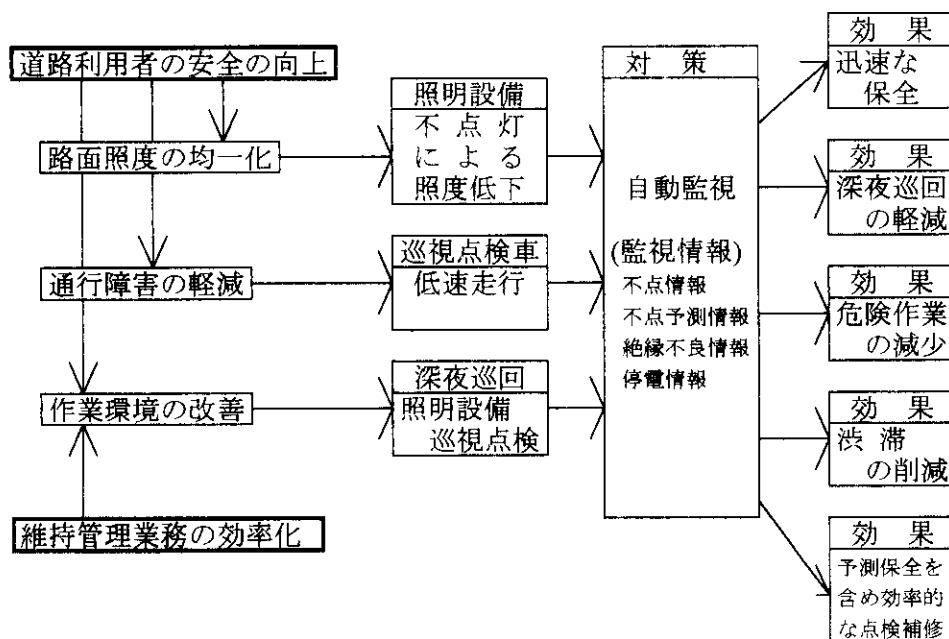 道路利用者の安全の向上
路面照度の均一化
通行障害の軽減
作業環境の改善
維持管理業務の効率化
照明設備
不点灯
による
照度低下
巡視点検車
低速走行
深夜巡回
照明設備
巡視点検
対策
自動監視
(監視情報)
不点情報
不点予測情報
絶縁不良情報
停電情報
効果
迅速な
保全
効果
深夜巡回
の軽減
効果
危険作業
の減少
効果
渋滞
の削減
効果
予測保全を
含め効率的
な点検補修